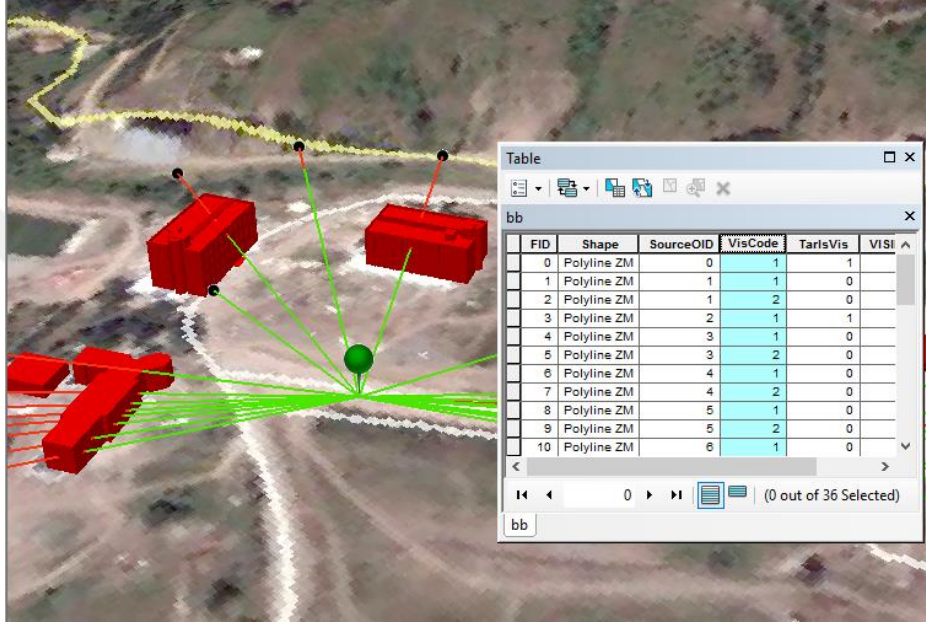 Table
bb
FID Shape SourceOID VisCode TarIsVis VISI
0 Polyline ZM 0 1 1
1 Polyline ZM 1 1 0
2 Polyline ZM 1 2 0
3 Polyline ZM 2 1 1
4 Polyline ZM 3 1 0
5 Polyline ZM 3 2 0
6 Polyline ZM 4 1 0
7 Polyline ZM 4 2 0
8 Polyline ZM 5 1 0
9 Polyline ZM 5 2 0
10 Polyline ZM 6 1 0
0 (0 out of 36 Selected)
bb